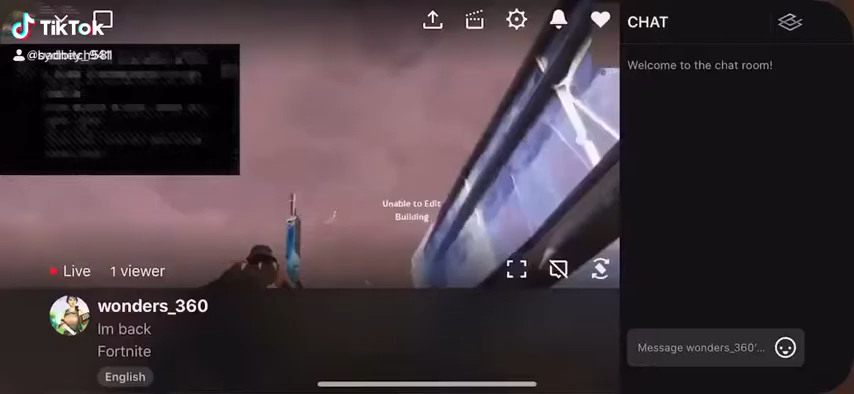 TikTok
CHAT
Welcome to the chat room!
Unable to Edit
Building
Live 1 viewer
wonders_360
Im back
Fortnite
English
Message wonders_360'...